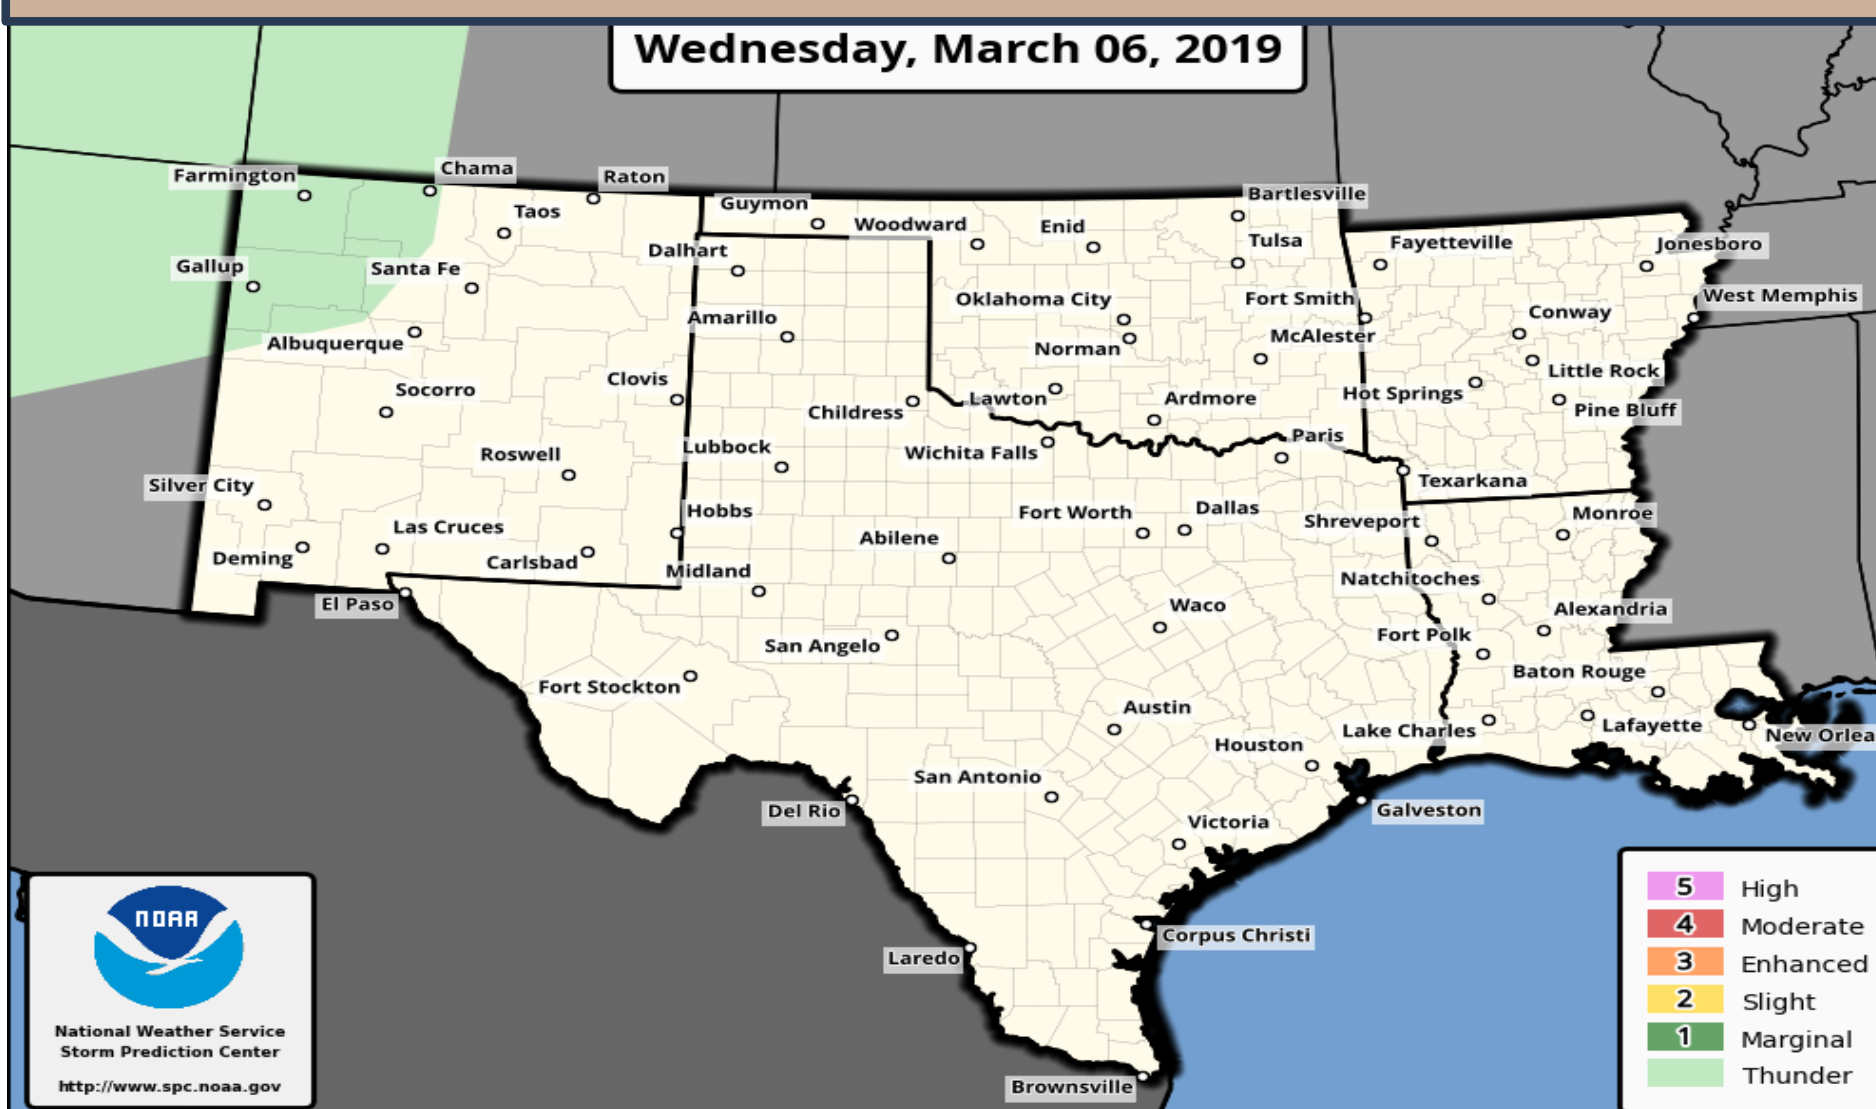 Wednesday, March 06, 2019
Chama
Farmington
Raton
Bartlesville
Guymon
Taos
Woodward
Enid
Tulsa
Fayetteville
Jonesboro
Dalhart
Gallup
Santa Fe
Oklahoma City
Fort Smith
West Memphis
Amarillo
Conway
McAlester
Albuquerque
Norman
Little Rock
Clovis
Socorro
Hot Springs
Lawton
Ardmore
Childress
Pine Bluff
Paris
Lubbock
Wichita Falls
Roswell
Silver City
Texarkana
Hobbs
Dallas
Fort Worth
Monroe
Shreveport
Las Cruces
Abilene
Deming
Carlsbad
Midland
Natchitoches
El Paso
Waco
Alexandria
Fort Polk
San Angelo
Baton Rouge
Fort Stockton
Austin
Lake Charles
Lafayette
New Orlea
Houston
San Antonio
Del Rio
Galveston
Victoria
Corpus Christi
Laredo
Brownsville
NOAA
National Weather Service
Storm Prediction Center
http://www.spc.noaa.gov
5 High
4 Moderate
3 Enhanced
2 Slight
1 Marginal
Thunder